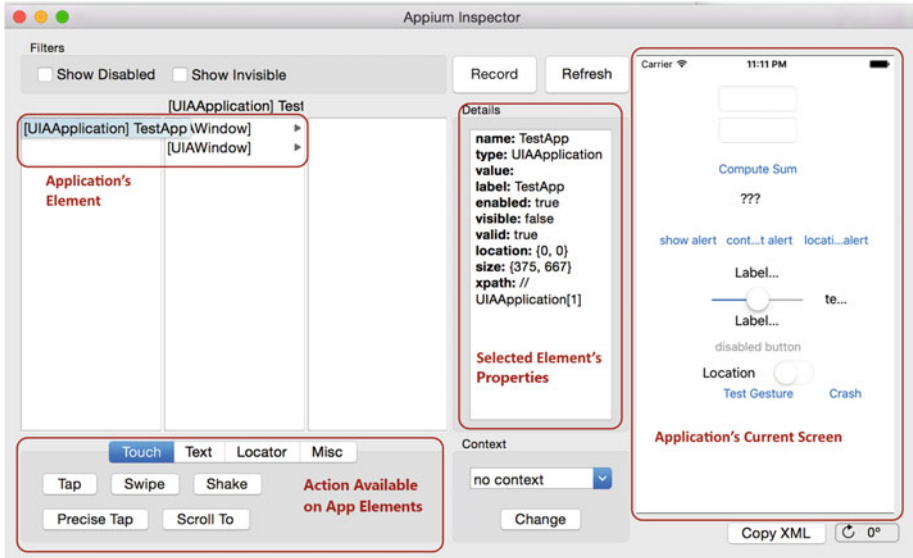 Appium Inspector
Filters
Show Disabled
Show Invisible
Record
Refresh
[UIAApplication] Test
[UIAApplication] TestApp
\Window]
[UIAWindow]
Application's
Element
Details
name: TestApp
type: UIAApplication
value:
label: TestApp
enabled: true
visible: false
valid: true
location: {0, 0}
size: {375, 667}
xpath: //
UIAApplication[1]
Selected Element's
Properties
Carrier
11:11 PM
Compute Sum
???
show alert
cont...t alert
locati...alert
Label...
te...
Label...
disabled button
Location
Test Gesture
Crash
Application's Current Screen
Touch
Text
Locator
Misc
Tap
Swipe
Shake
Precise Tap
Scroll To
Action Available
on App Elements
Context
no context
Change
Copy XML
0°